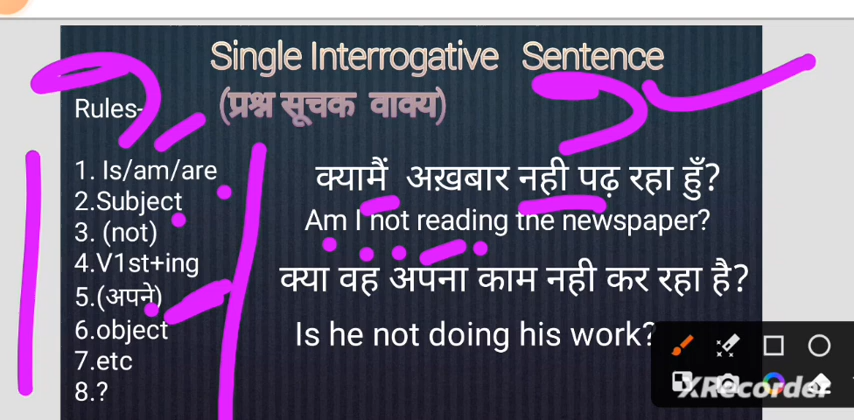 Single Interrogative Sentence
(प्रश्न सूचक वाक्य)
Rules-
1. Is/am/are
2.Subject
3. (not)
4.V1st+ing
5.(अपने)
6.object
7.etc
8.?
क्यामैं अख़बार नही पढ़ रहा हुँ?
Am I not reading the newspaper?
क्या वह अपना काम नही कर रहा है?
Is he not doing his work?
XRecorder